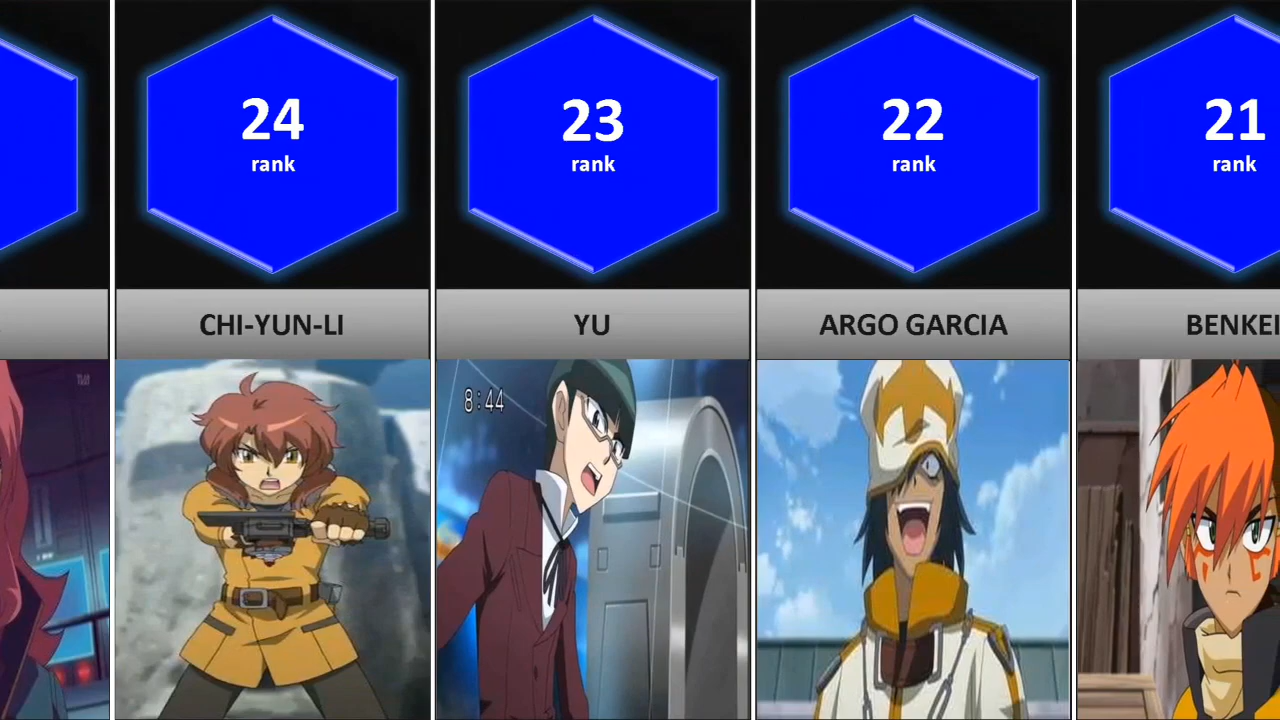 24
rank
CHI-YUN-LI
23
rank
YU
8:44
22
rank
ARGO GARCIA
21
rank
BENKEI